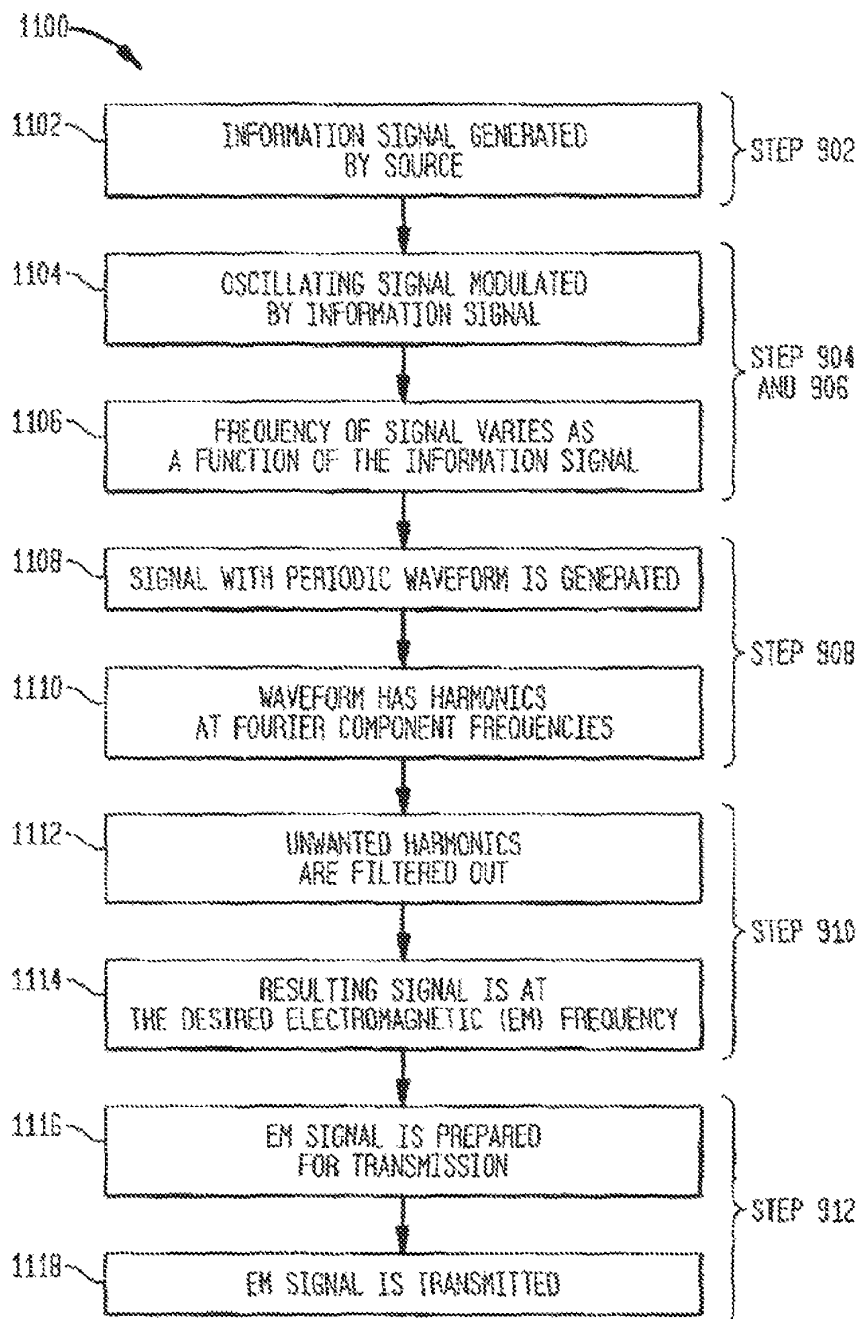 1100
1102
INFORMATION SIGNAL GENERATED
BY SOURCE
STEP 902
1104
OSCILLATING SIGNAL MODULATED
BY INFORMATION SIGNAL
STEP 904
AND 906
1106
FREQUENCY OF SIGNAL VARIES AS
A FUNCTION OF THE INFORMATION SIGNAL
1108
SIGNAL WITH PERIODIC WAVEFORM IS GENERATED
STEP 908
1110
WAVEFORM HAS HARMONICS
AT FOURIER COMPONENT FREQUENCIES
1112
UNWANTED HARMONICS
ARE FILTERED OUT
STEP 910
1114
RESULTING SIGNAL IS AT
THE DESIRED ELECTROMAGNETIC (EM) FREQUENCY
1116
EM SIGNAL IS PREPARED
FOR TRANSMISSION
STEP 912
1118
EM SIGNAL IS TRANSMITTED